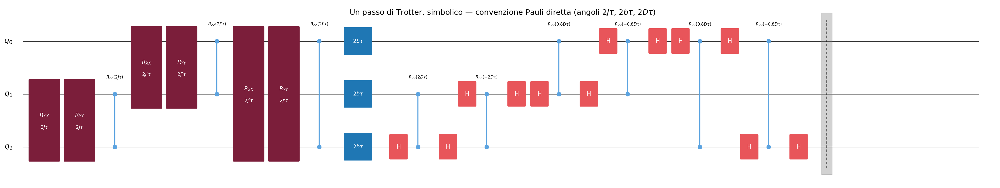 Un passo di Trotter, simbolico — convenzione Pauli diretta (angoli 2Jτ, 2bτ, 2Dτ)
R_ZZ(2J′τ)
R_ZZ(2J′τ)
R_ZZ(0.8Dτ)
R_ZZ(−0.8Dτ)
R_ZZ(0.8Dτ)
R_ZZ(−0.8Dτ)
q₀
2bτ
H
H
H
H
R_XX
2J′τ
R_YY
2J′τ
R_ZZ(2Jτ)
R_ZZ(2Dτ)
R_ZZ(−2Dτ)
q₁
R_XX
2J′τ
R_YY
2J′τ
2bτ
H
H
H
H
R_XX
2Jτ
R_YY
2Jτ
q₂
2bτ
H
H
H
H